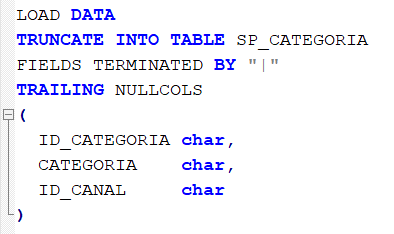 LOAD DATA
TRUNCATE INTO TABLE SP_CATEGORIA
FIELDS TERMINATED BY "|"
TRAILING NULLCOLS
(
ID_CATEGORIA char,
CATEGORIA char,
ID_CANAL char
)